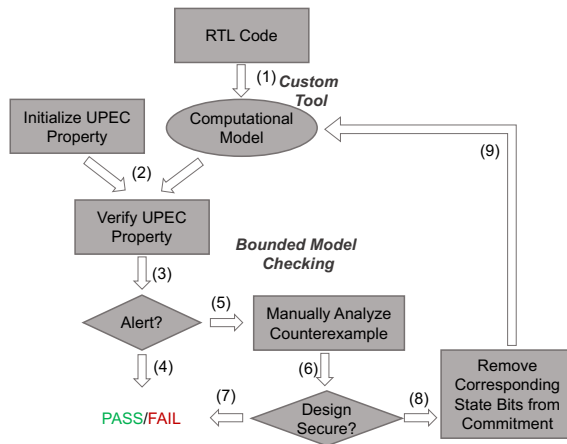 RTL Code
(1)
Custom
Tool
Initialize UPEC
Property
Computational
Model
(9)
(2)
Verify UPEC
Property
Bounded Model
Checking
(3)
Alert?
(5)
Manually Analyze
Counterexample
(4)
(6)
PASS/FAIL
(7)
Design
Secure?
(8)
Remove
Corresponding
State Bits from
Commitment